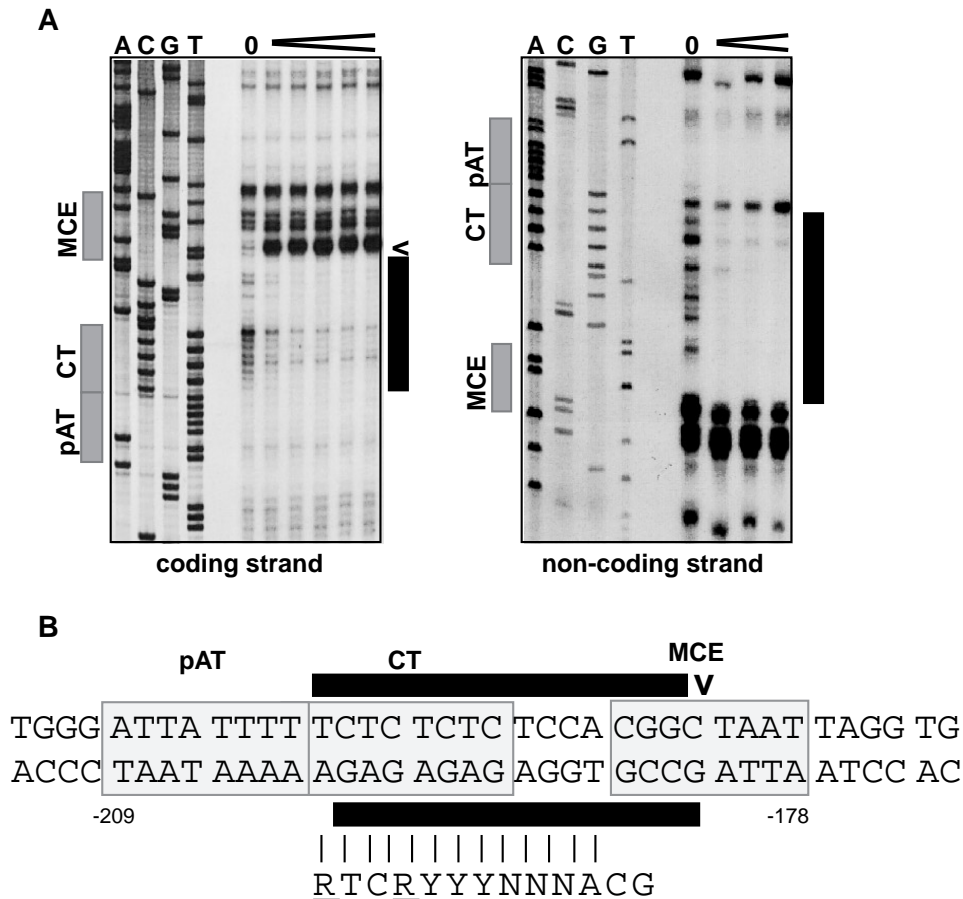 A
A C G T 0
A C G T 0
MCE
CT
pAT
v
pAT
CT
MCE
coding strand
non-coding strand
B
pAT CT MCE
v
TGGG ATTA TTTT TCTC TCTC TCCA CGGC TAAT TAGG TG
ACCC TAAT AAAA AGAG AGAG AGGT GCCG ATTA ATCC AC
-209 -178
RTCRYYYNNNACG